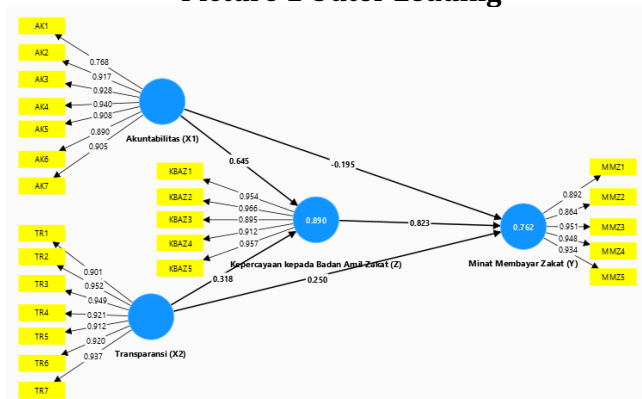 Picture 1 Outer Loading
AK1
AK2
AK3
AK4
AK5
AK6
AK7
0.768
0.917
0.928
0.940
0.908
0.890
0.905
Akuntabilitas (X1)
0.645
-0.195
KBAZ1
KBAZ2
KBAZ3
KBAZ4
KBAZ5
0.954
0.966
0.895
0.912
0.957
0.890
Kepercayaan kepada Badan Amil Zakat (Z)
0.823
0.762
Minat Membayar Zakat (Y)
0.892
0.864
0.951
0.948
0.934
MMZ1
MMZ2
MMZ3
MMZ4
MMZ5
TR1
TR2
TR3
TR4
TR5
TR6
TR7
0.901
0.952
0.949
0.921
0.912
0.920
0.937
Transparansi (X2)
0.318
0.250